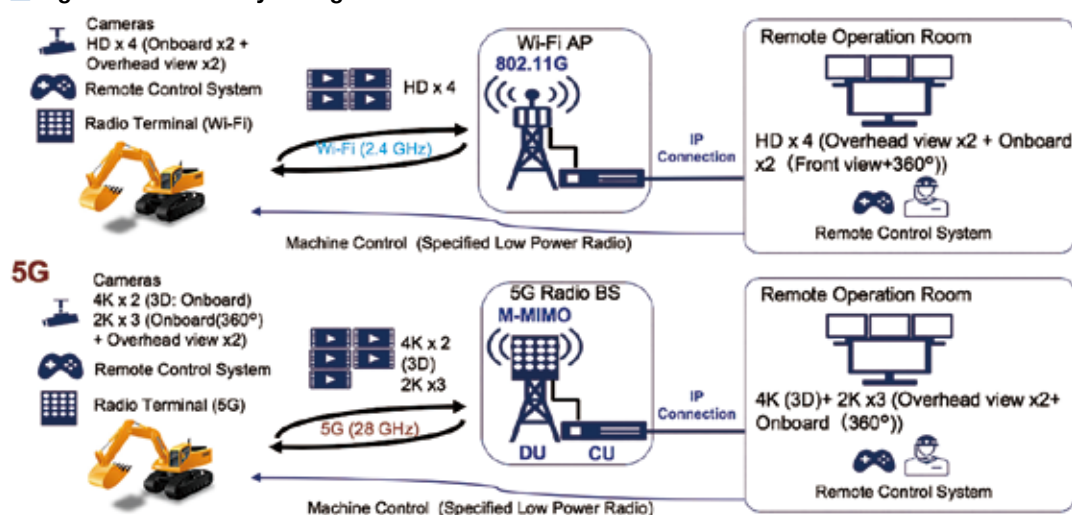 Cameras
HD x 4 (Onboard x2 +
Overhead view x2)
Remote Control System
Radio Terminal (Wi-Fi)
HD x 4
Wi-Fi (2.4 GHz)
Wi-Fi AP
802.11G
IP
Connection
Remote Operation Room
HD x 4 (Overhead view x2 + Onboard
x2（Front view+360°))
Remote Control System
Machine Control (Specified Low Power Radio)
5G
Cameras
4K x 2 (3D: Onboard)
2K x 3 (Onboard(360°)
+ Overhead view x2)
Remote Control System
Radio Terminal (5G)
4K x 2
(3D)
2K x3
5G (28 GHz)
5G Radio BS
M-MIMO
DU
CU
IP
Connection
Remote Operation Room
4K (3D)+ 2K x3 (Overhead view x2+
Onboard（360°))
Remote Control System
Machine Control (Specified Low Power Radio)